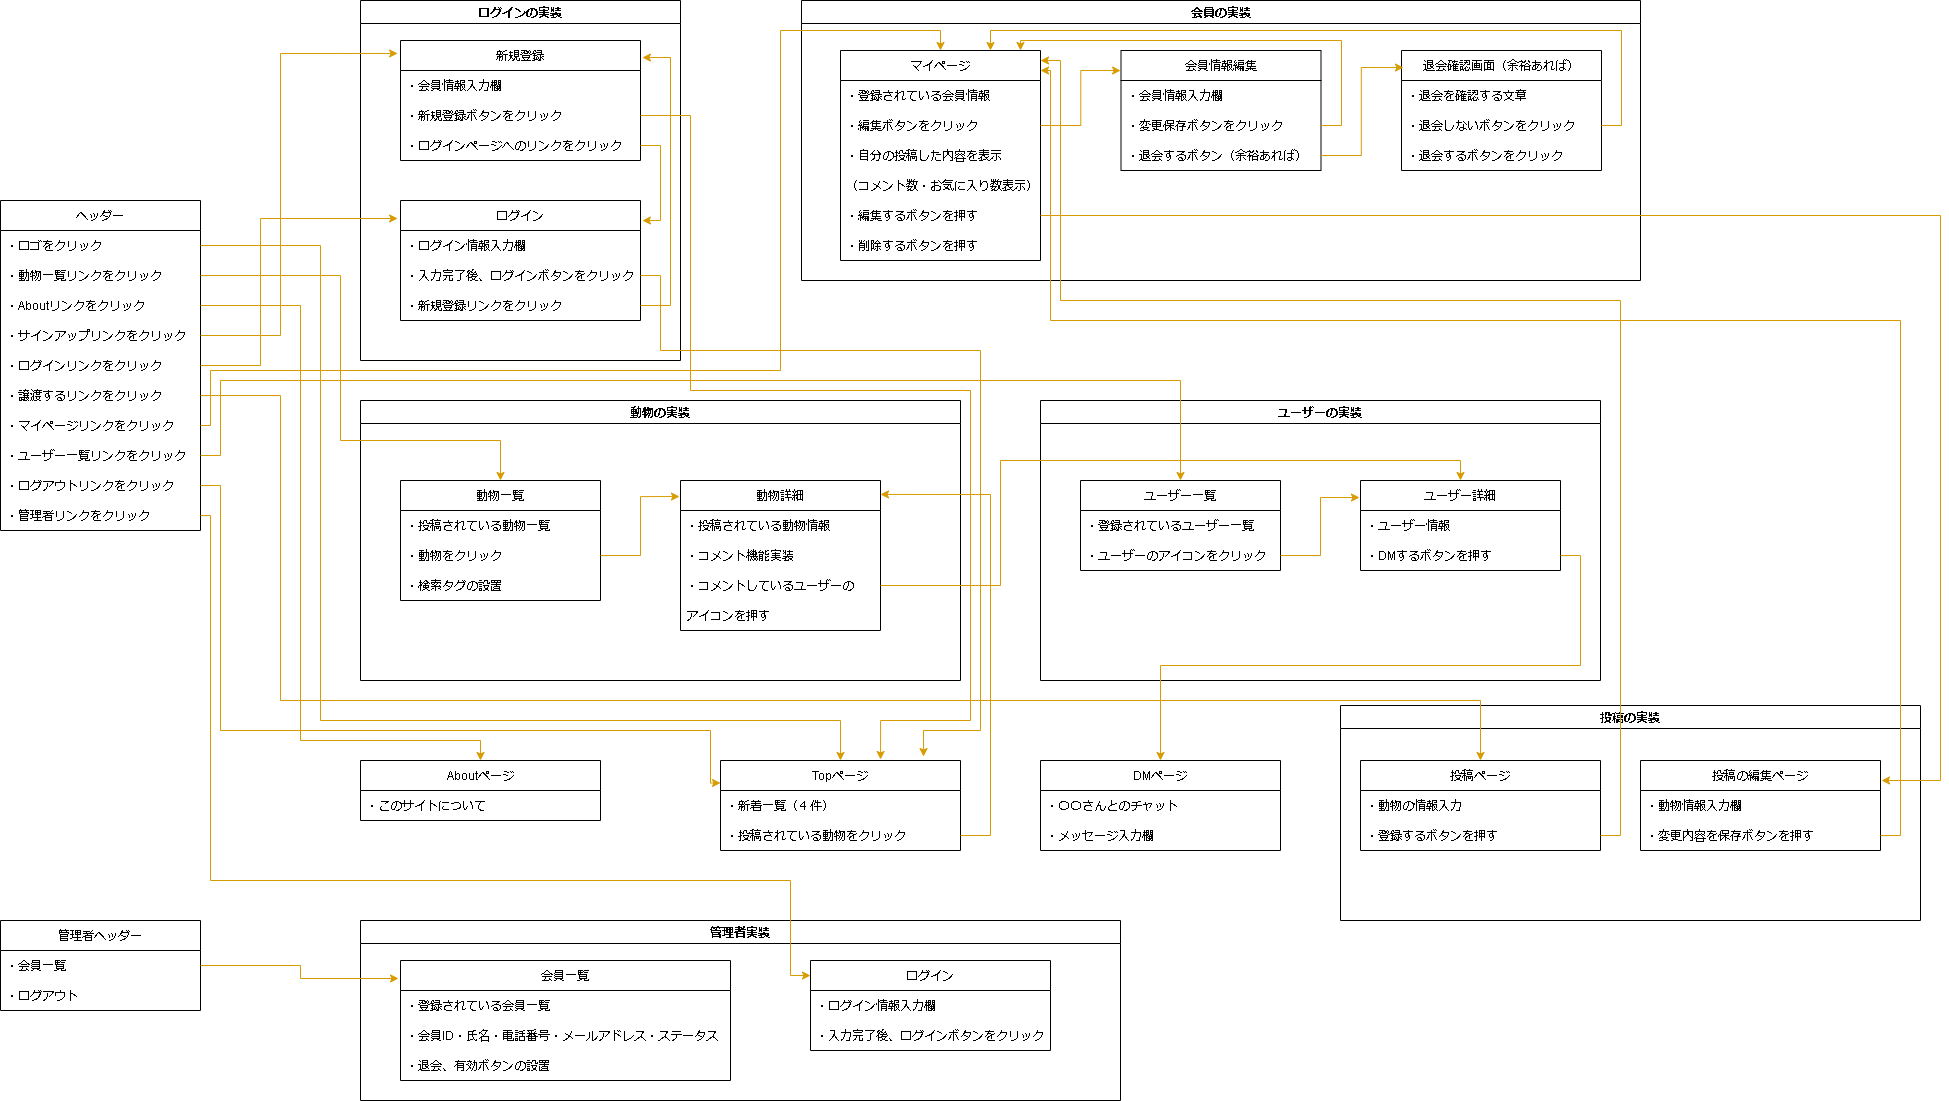 ログインの実装
新規登録
・会員情報入力欄
・新規登録ボタンをクリック
・ログインページへのリンクをクリック
ログイン
・ログイン情報入力欄
・入力完了後、ログインボタンをクリック
・新規登録リンクをクリック
会員の実装
マイページ
・登録されている会員情報
・編集ボタンをクリック
・自分の投稿した内容を表示
（コメント数・お気に入り数表示）
・編集するボタンを押す
・削除するボタンを押す
会員情報編集
・会員情報入力欄
・変更保存ボタンをクリック
・退会するボタン（余裕あれば）
退会確認画面（余裕あれば）
・退会を確認する文章
・退会しないボタンをクリック
・退会するボタンをクリック
ヘッダー
・ロゴをクリック
・動物一覧リンクをクリック
・Aboutリンクをクリック
・サインアップリンクをクリック
・ログインリンクをクリック
・譲渡するリンクをクリック
・マイページリンクをクリック
・ユーザー一覧リンクをクリック
・ログアウトリンクをクリック
・管理者リンクをクリック
動物の実装
動物一覧
・投稿されている動物一覧
・動物をクリック
・検索タグの設置
動物詳細
・投稿されている動物情報
・コメント機能実装
・コメントしているユーザーの
アイコンを押す
ユーザーの実装
ユーザー一覧
・登録されているユーザー一覧
・ユーザーのアイコンをクリック
ユーザー詳細
・ユーザー情報
・DMするボタンを押す
Aboutページ
・このサイトについて
Topページ
・新着一覧（４件）
・投稿されている動物をクリック
DMページ
・〇〇さんとのチャット
・メッセージ入力欄
投稿の実装
投稿ページ
・動物の情報入力
・登録するボタンを押す
投稿の編集ページ
・動物情報入力欄
・変更内容を保存ボタンを押す
管理者ヘッダー
・会員一覧
・ログアウト
管理者実装
会員一覧
・登録されている会員一覧
・会員ID・氏名・電話番号・メールアドレス・ステータス
・退会、有効ボタンの設置
ログイン
・ログイン情報入力欄
・入力完了後、ログインボタンをクリック